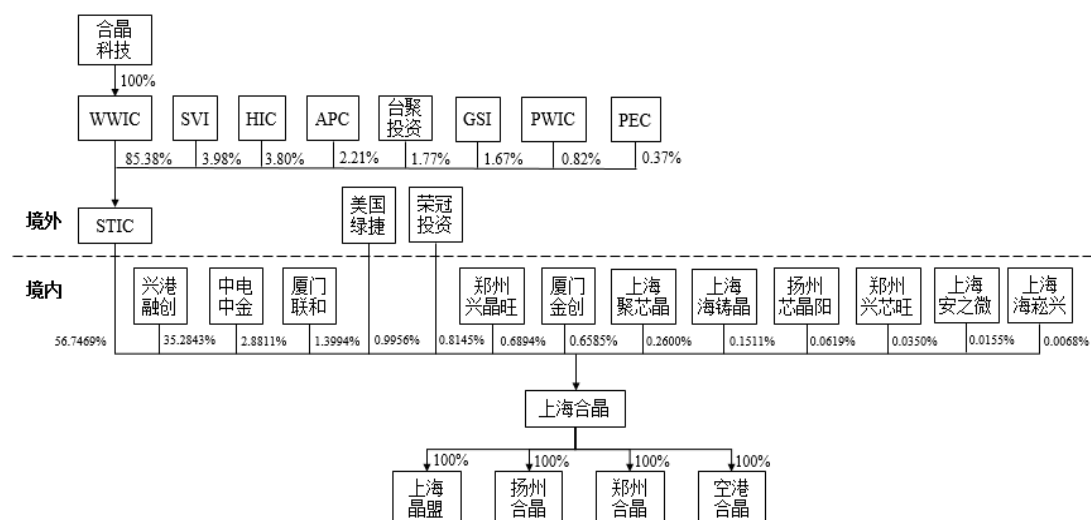 合晶
科技
100%
WWIC
SVI
HIC
APC
台聚
投资
GSI
PWIC
PEC
85.38%
3.98%
3.80%
2.21%
1.77%
1.67%
0.82%
0.37%
境外
STIC
美国
绿捷
荣冠
投资
境内
兴港
融创
中电
中金
厦门
联和
郑州
兴晶旺
厦门
金创
上海
聚芯晶
上海
海铸晶
扬州
芯晶阳
郑州
兴芯旺
上海
安之微
上海
海崧兴
56.7469%
35.2843%
2.8811%
1.3994%
0.9956%
0.8145%
0.6894%
0.6585%
0.2600%
0.1511%
0.0619%
0.0350%
0.0155%
0.0068%
上海合晶
100%
100%
100%
100%
上海
晶盟
扬州
合晶
郑州
合晶
空港
合晶